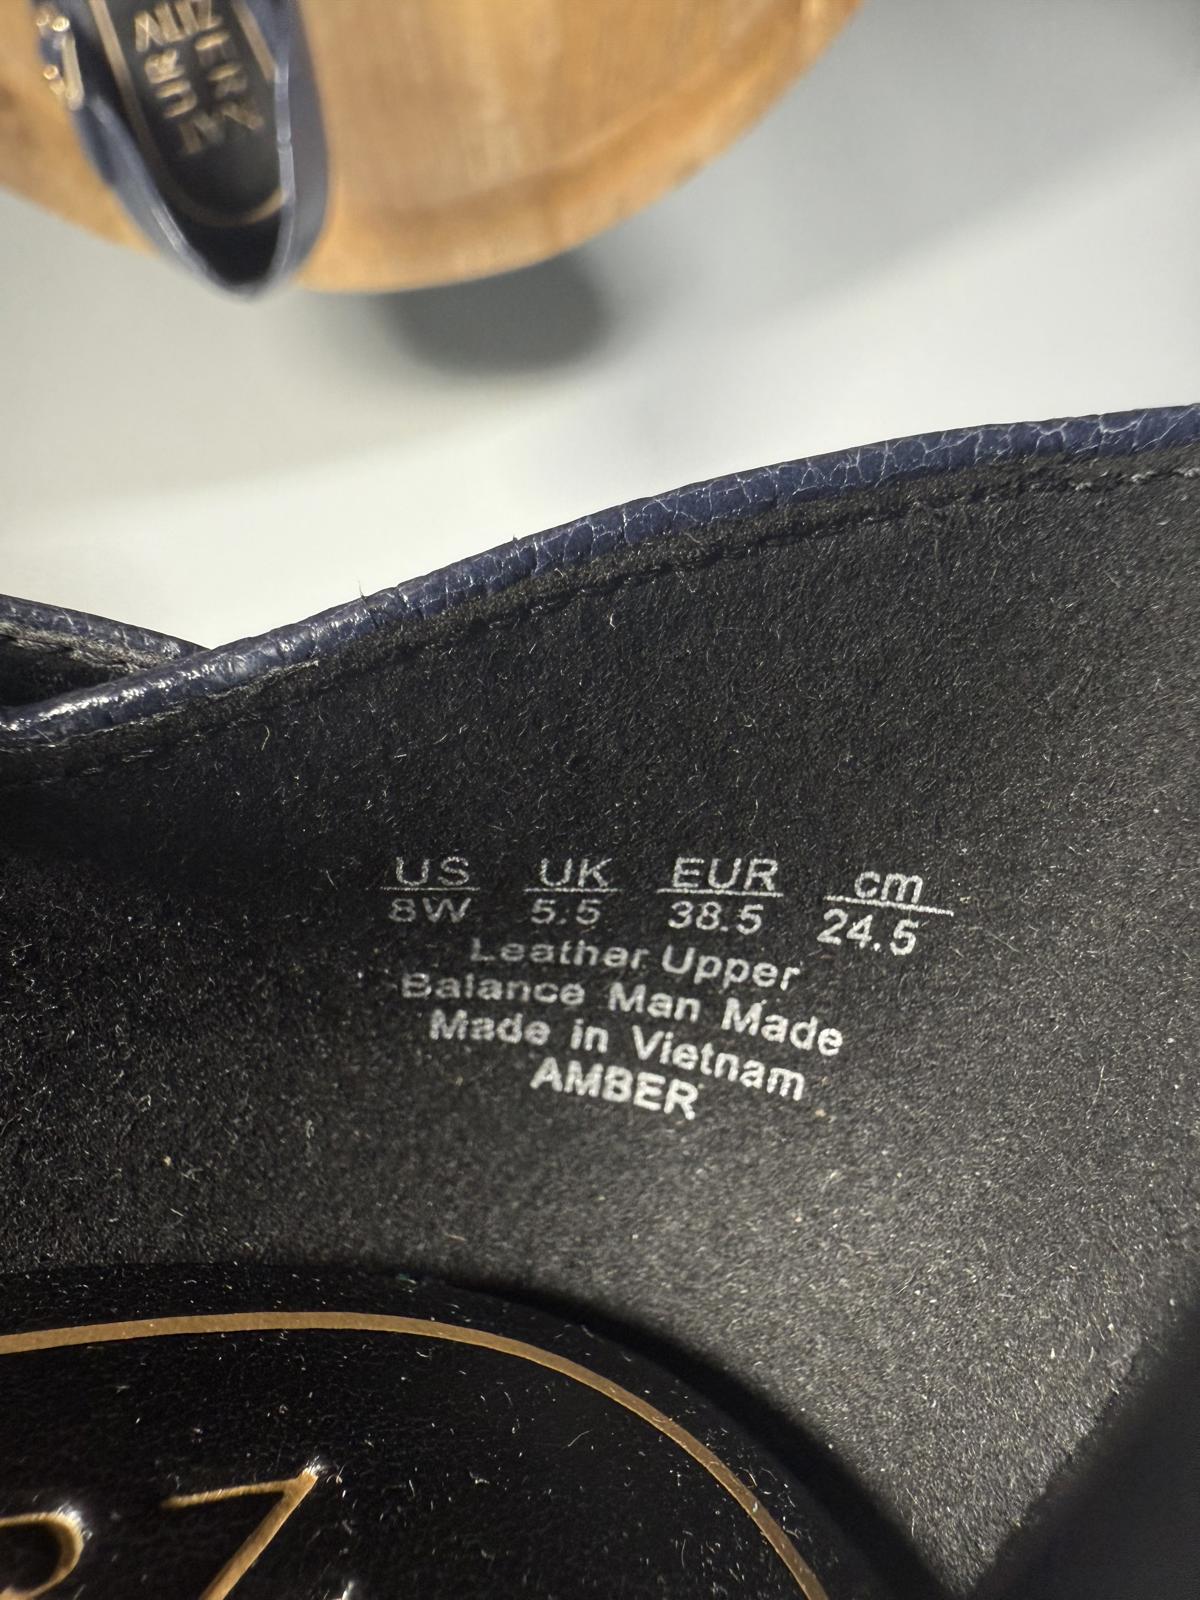 US UK EUR cm
8W 5.5 38.5 24.5
Leather Upper
Balance Man Made
Made in Vietnam
AMBER